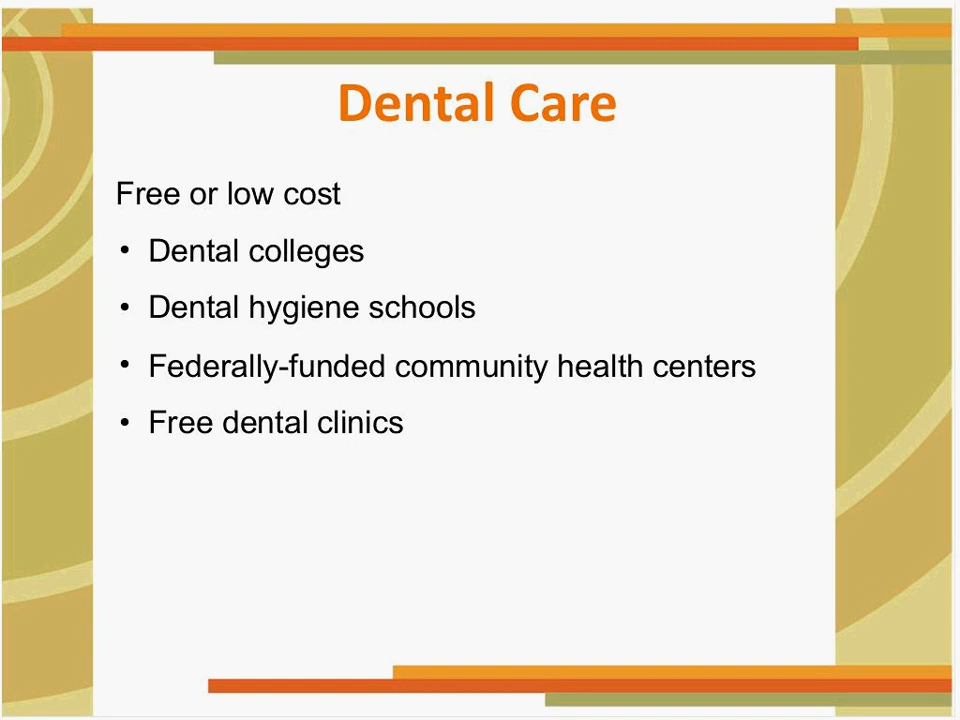 Dental Care
Free or low cost
• Dental colleges
• Dental hygiene schools
• Federally-funded community health centers
• Free dental clinics